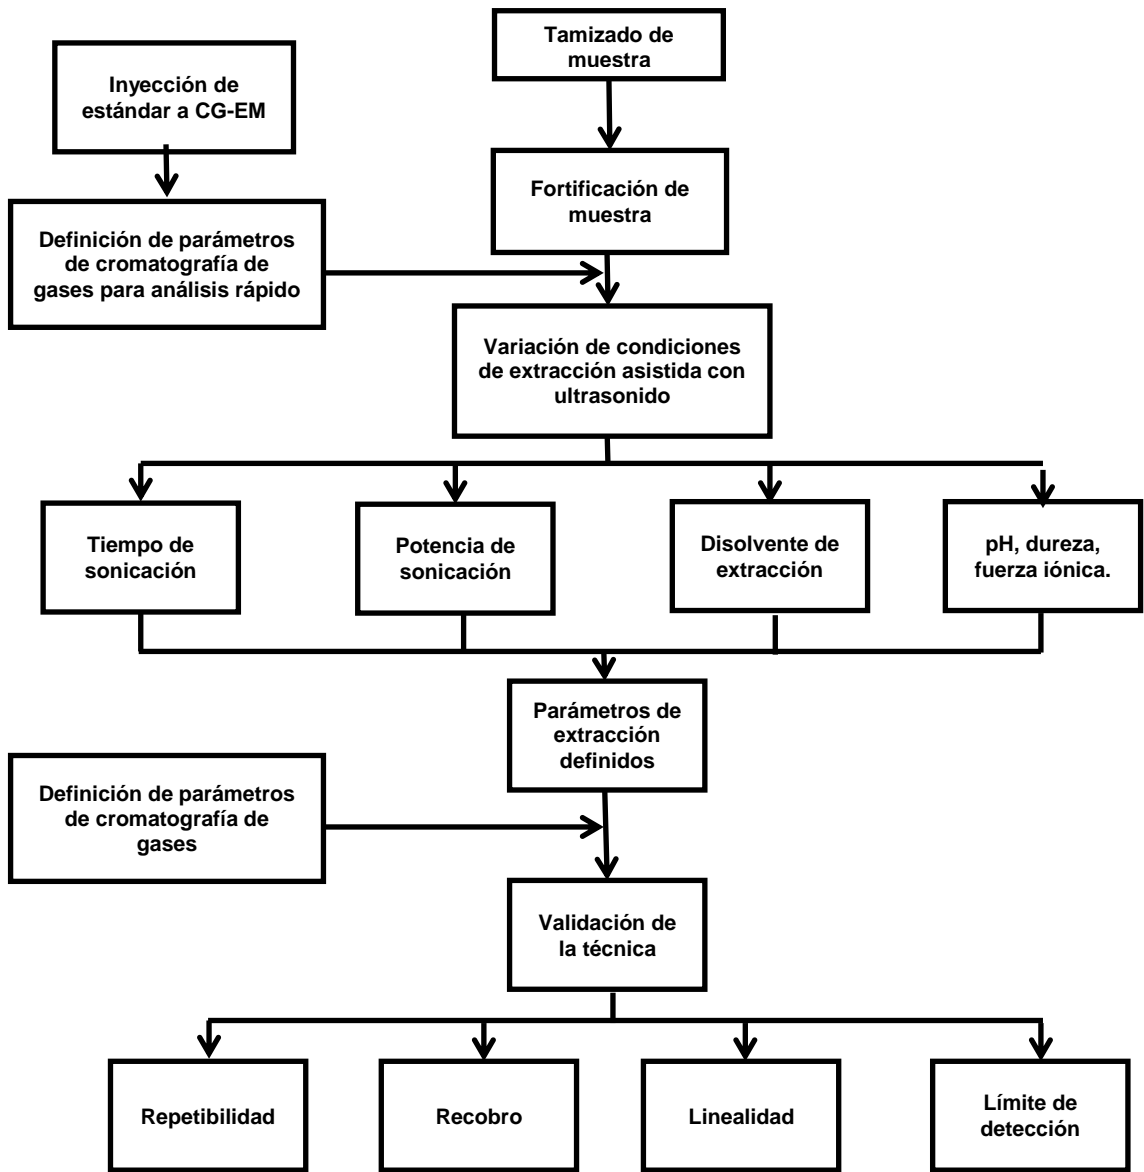 Tamizado de
muestra
Inyección de
estándar a CG-EM
Fortificación de
muestra
Definición de parámetros
de cromatografía de
gases para análisis rápido
Variación de condiciones
de extracción asistida con
ultrasonido
Tiempo de
sonicación
Potencia de
sonicación
Disolvente de
extracción
pH, dureza,
fuerza iónica.
Parámetros de
extracción
definidos
Definición de parámetros
de cromatografía de
gases
Validación de
la técnica
Repetibilidad
Recobro
Linealidad
Límite de
detección